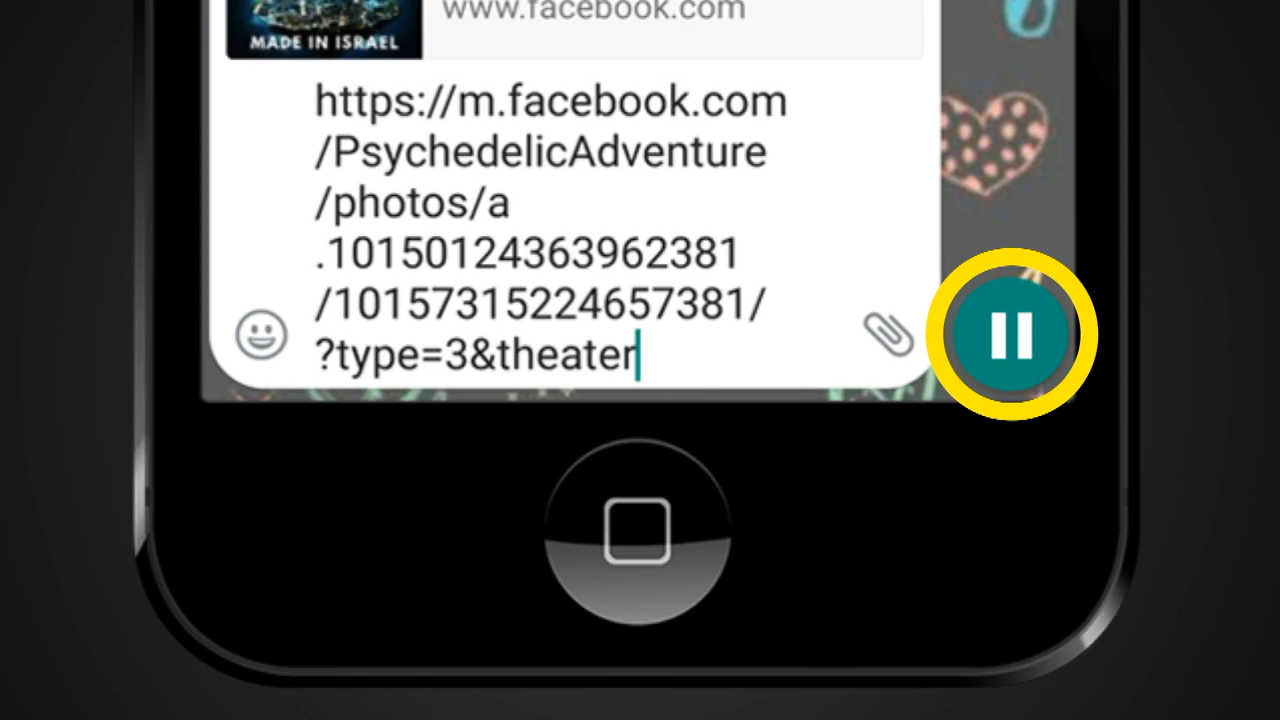 www.facebook.com
MADE IN ISRAEL
https://m.facebook.com
/PsychedelicAdventure
/photos/a
.10150124363962381
/10157315224657381/
?type=3&theater